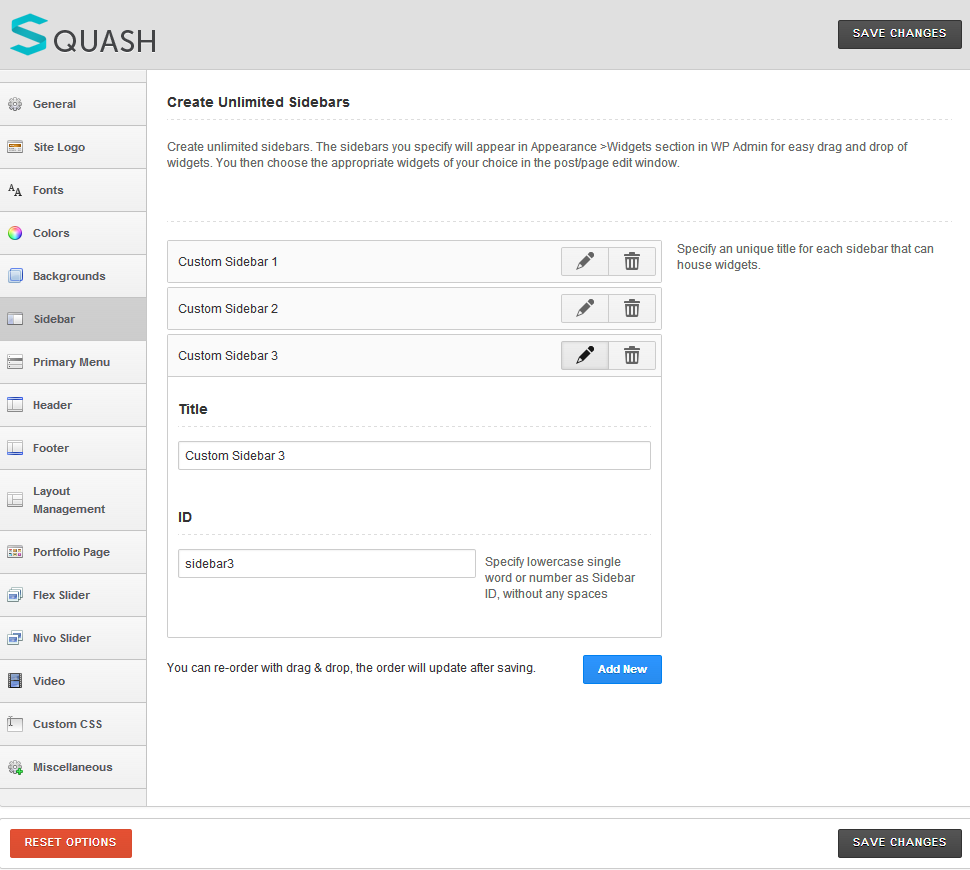 SQUASH
SAVE CHANGES
General
Site Logo
Fonts
Colors
Backgrounds
Sidebar
Primary Menu
Header
Footer
Layout
Management
Portfolio Page
Flex Slider
Nivo Slider
Video
Custom CSS
Miscellaneous
Create Unlimited Sidebars
Create unlimited sidebars. The sidebars you specify will appear in Appearance >Widgets section in WP Admin for easy drag and drop of
widgets. You then choose the appropriate widgets of your choice in the post/page edit window.
Custom Sidebar 1
Custom Sidebar 2
Custom Sidebar 3
Specify an unique title for each sidebar that can
house widgets.
Title
Custom Sidebar 3
ID
sidebar3
Specify lowercase single
word or number as Sidebar
ID, without any spaces
You can re-order with drag & drop, the order will update after saving.
Add New
RESET OPTIONS
SAVE CHANGES